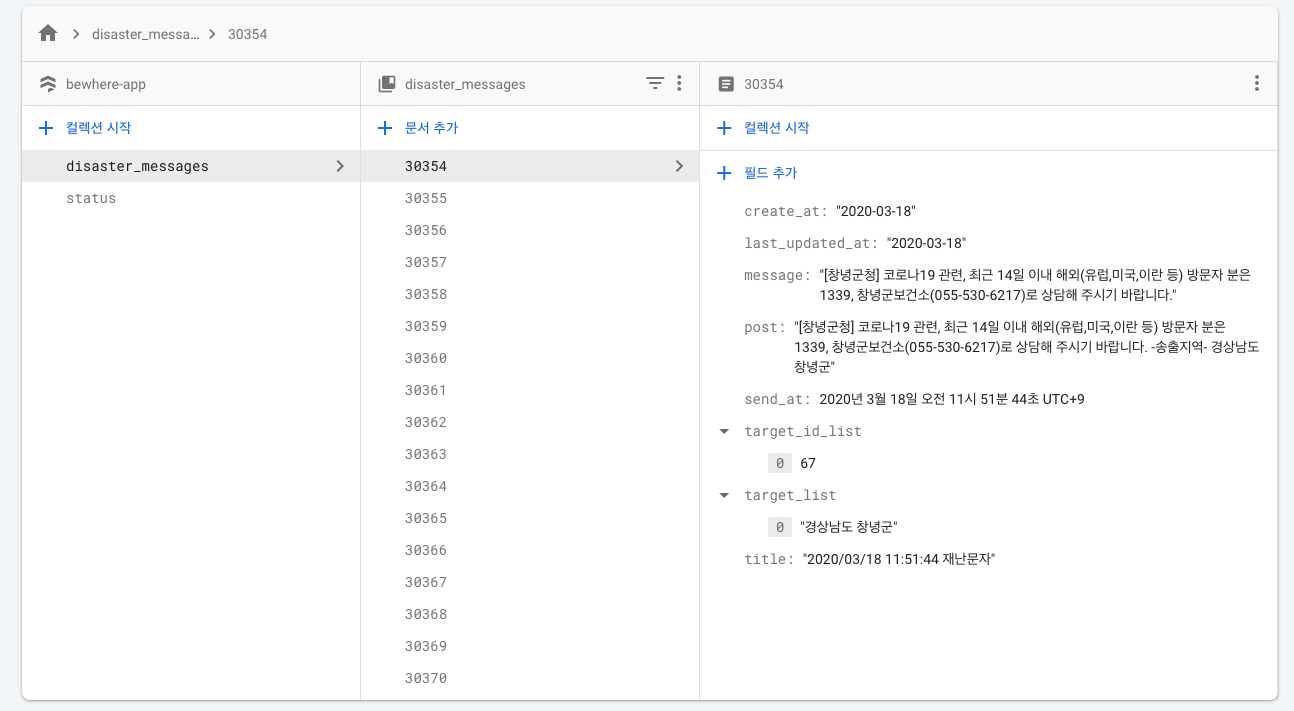 disaster_messa... > 30354
bewhere-app
disaster_messages
30354
컬렉션 시작
문서 추가
컬렉션 시작
disaster_messages
status
30354
30355
30356
30357
30358
30359
30360
30361
30362
30363
30364
30365
30366
30367
30368
30369
30370
필드 추가
create_at: "2020-03-18"
last_updated_at: "2020-03-18"
message: "[창녕군청] 코로나19 관련, 최근 14일 이내 해외(유럽,미국,이란 등) 방문자 분은
1339, 창녕군보건소(055-530-6217)로 상담해 주시기 바랍니다."
post: "[창녕군청] 코로나19 관련, 최근 14일 이내 해외(유럽,미국,이란 등) 방문자 분은
1339, 창녕군보건소(055-530-6217)로 상담해 주시기 바랍니다. -송출지역- 경상남도
창녕군"
send_at: 2020년 3월 18일 오전 11시 51분 44초 UTC+9
target_id_list
0 67
target_list
0 "경상남도 창녕군"
title: "2020/03/18 11:51:44 재난문자"